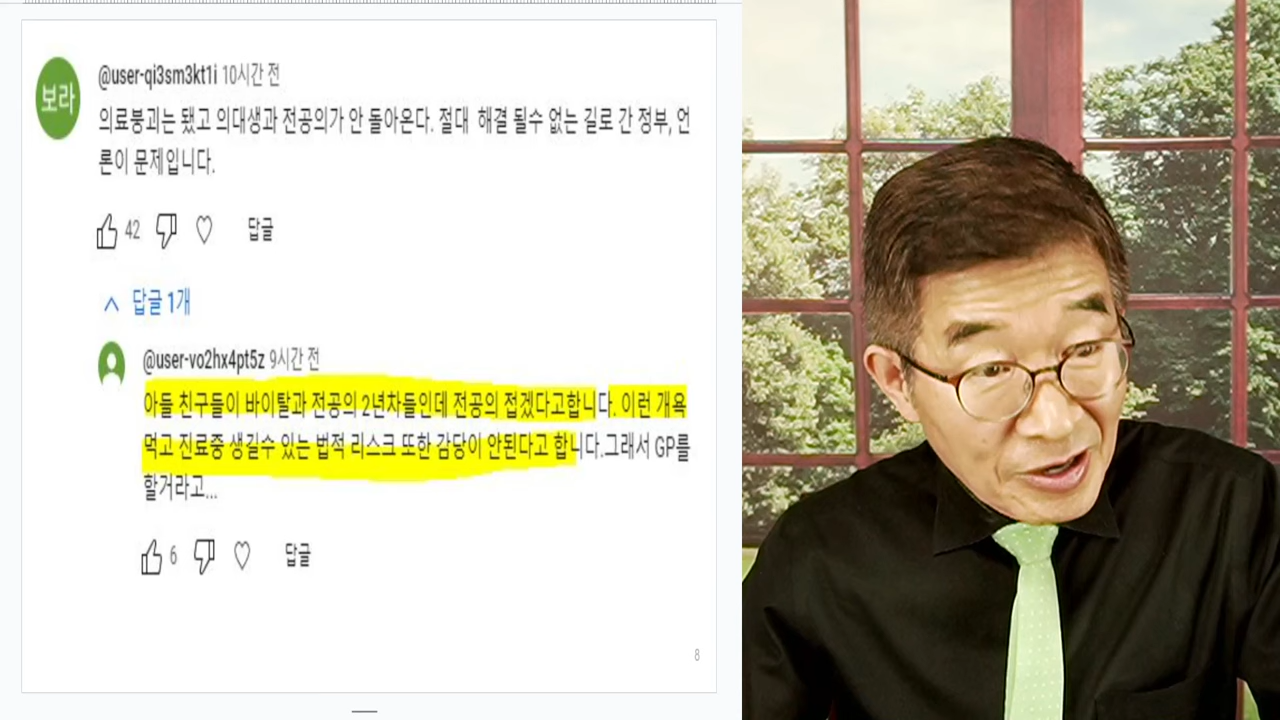 보라
@user-qi3sm3kt1i 10시간 전
의료붕괴는 됐고 의대생과 전공의가 안 돌아온다. 절대 해결 될수 없는 길로 간 정부, 언
론이 문제입니다.
42 답글
답글 1개
@user-vo2hx4pt5z 9시간 전
아들 친구들이 바이탈과 전공의 2년차들인데 전공의 접겠다고합니다. 이런 개욕
먹고 진료중 생길수 있는 법적 리스크 또한 감당이 안된다고 합니다.그래서 GP를
할거라고...
6 답글
8